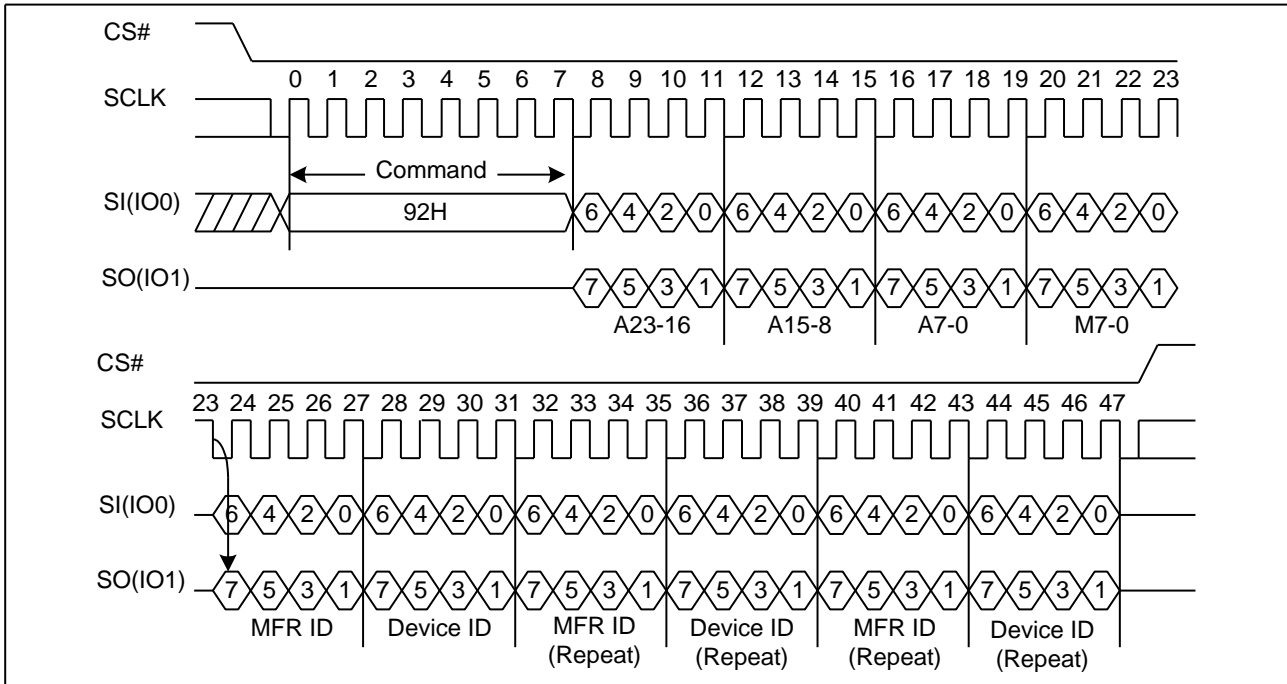 CS#
0 1 2 3 4 5 6 7 8 9 10 11 12 13 14 15 16 17 18 19 20 21 22 23
SCLK
Command
SI(IO0) 92H 6 4 2 0 6 4 2 0 6 4 2 0 6 4 2 0
SO(IO1) 7 5 3 1 7 5 3 1 7 5 3 1 7 5 3 1
A23-16 A15-8 A7-0 M7-0
CS#
23 24 25 26 27 28 29 30 31 32 33 34 35 36 37 38 39 40 41 42 43 44 45 46 47
SCLK
SI(IO0) 6 4 2 0 6 4 2 0 6 4 2 0 6 4 2 0 6 4 2 0 6 4 2 0
SO(IO1) 7 5 3 1 7 5 3 1 7 5 3 1 7 5 3 1 7 5 3 1 7 5 3 1
MFR ID Device ID MFR ID Device ID MFR ID Device ID
(Repeat) (Repeat) (Repeat) (Repeat)